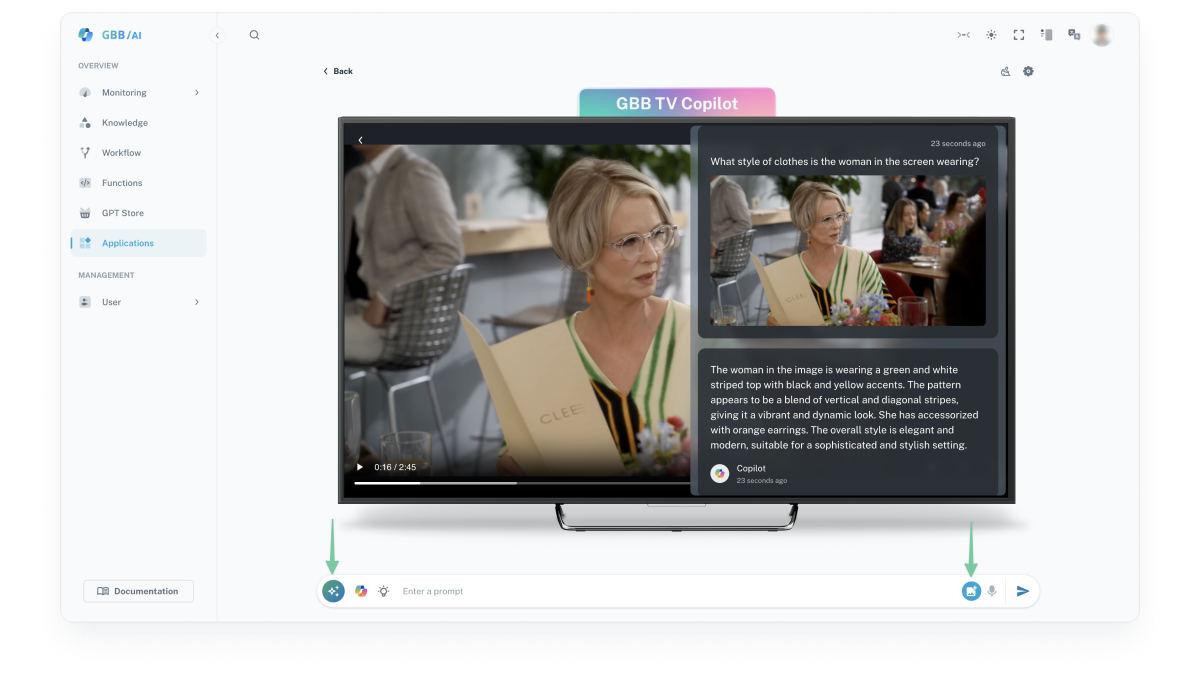 GBB/AI
OVERVIEW
Monitoring
Knowledge
Workflow
Functions
GPT Store
Applications
MANAGEMENT
User
Documentation
Back
GBB TV Copilot
CLEE
0:16 / 2:45
23 seconds ago
What style of clothes is the woman in the screen wearing?
CLEE
The woman in the image is wearing a green and white
striped top with black and yellow accents. The pattern
appears to be a blend of vertical and diagonal stripes,
giving it a vibrant and dynamic look. She has accessorized
with orange earrings. The overall style is elegant and
modern, suitable for a sophisticated and stylish setting.
Copilot
23 seconds ago
Enter a prompt